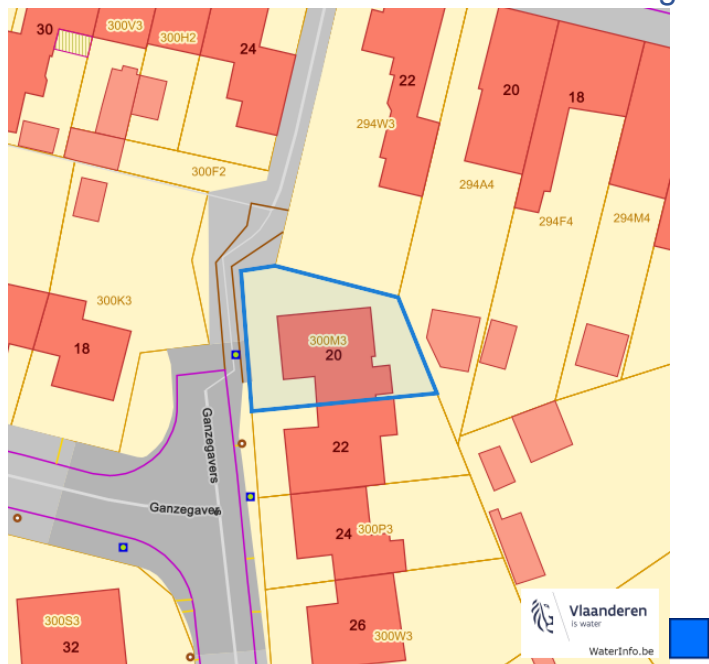 30
300V3
300H2
24
22
20
18
294W3
300F2
294A4
294F4
294M4
300K3
18
300M3
20
Ganzegavers
22
Ganzegavers
24
300P3
300S3
32
26
300W3
Vlaanderen
is water
WaterInfo.be